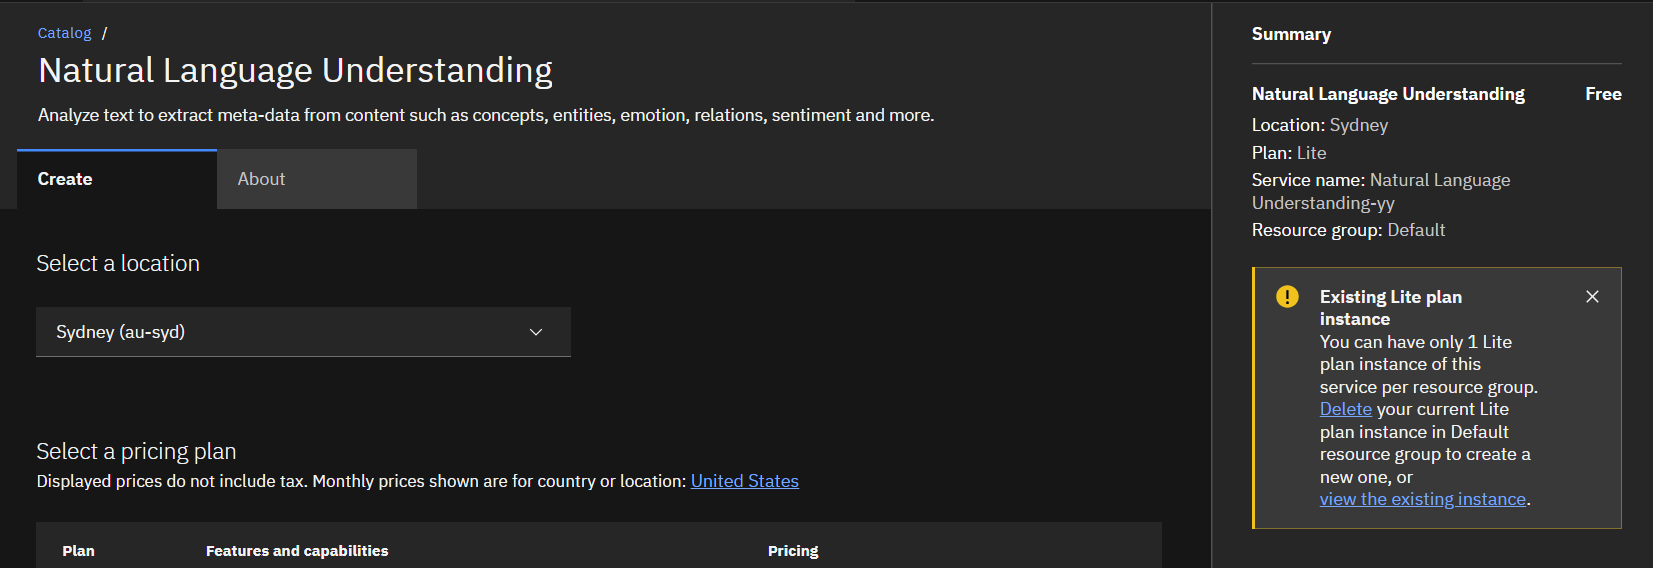 Catalog /
Natural Language Understanding
Analyze text to extract meta-data from content such as concepts, entities, emotion, relations, sentiment and more.
Create
About
Select a location
Sydney (au-syd)
Select a pricing plan
Displayed prices do not include tax. Monthly prices shown are for country or location: United States
Plan
Features and capabilities
Pricing
Summary
Natural Language Understanding
Free
Location: Sydney
Plan: Lite
Service name: Natural Language
Understanding-yy
Resource group: Default
Existing Lite plan
instance
You can have only 1 Lite
plan instance of this
service per resource group.
Delete your current Lite
plan instance in Default
resource group to create a
new one, or
view the existing instance.